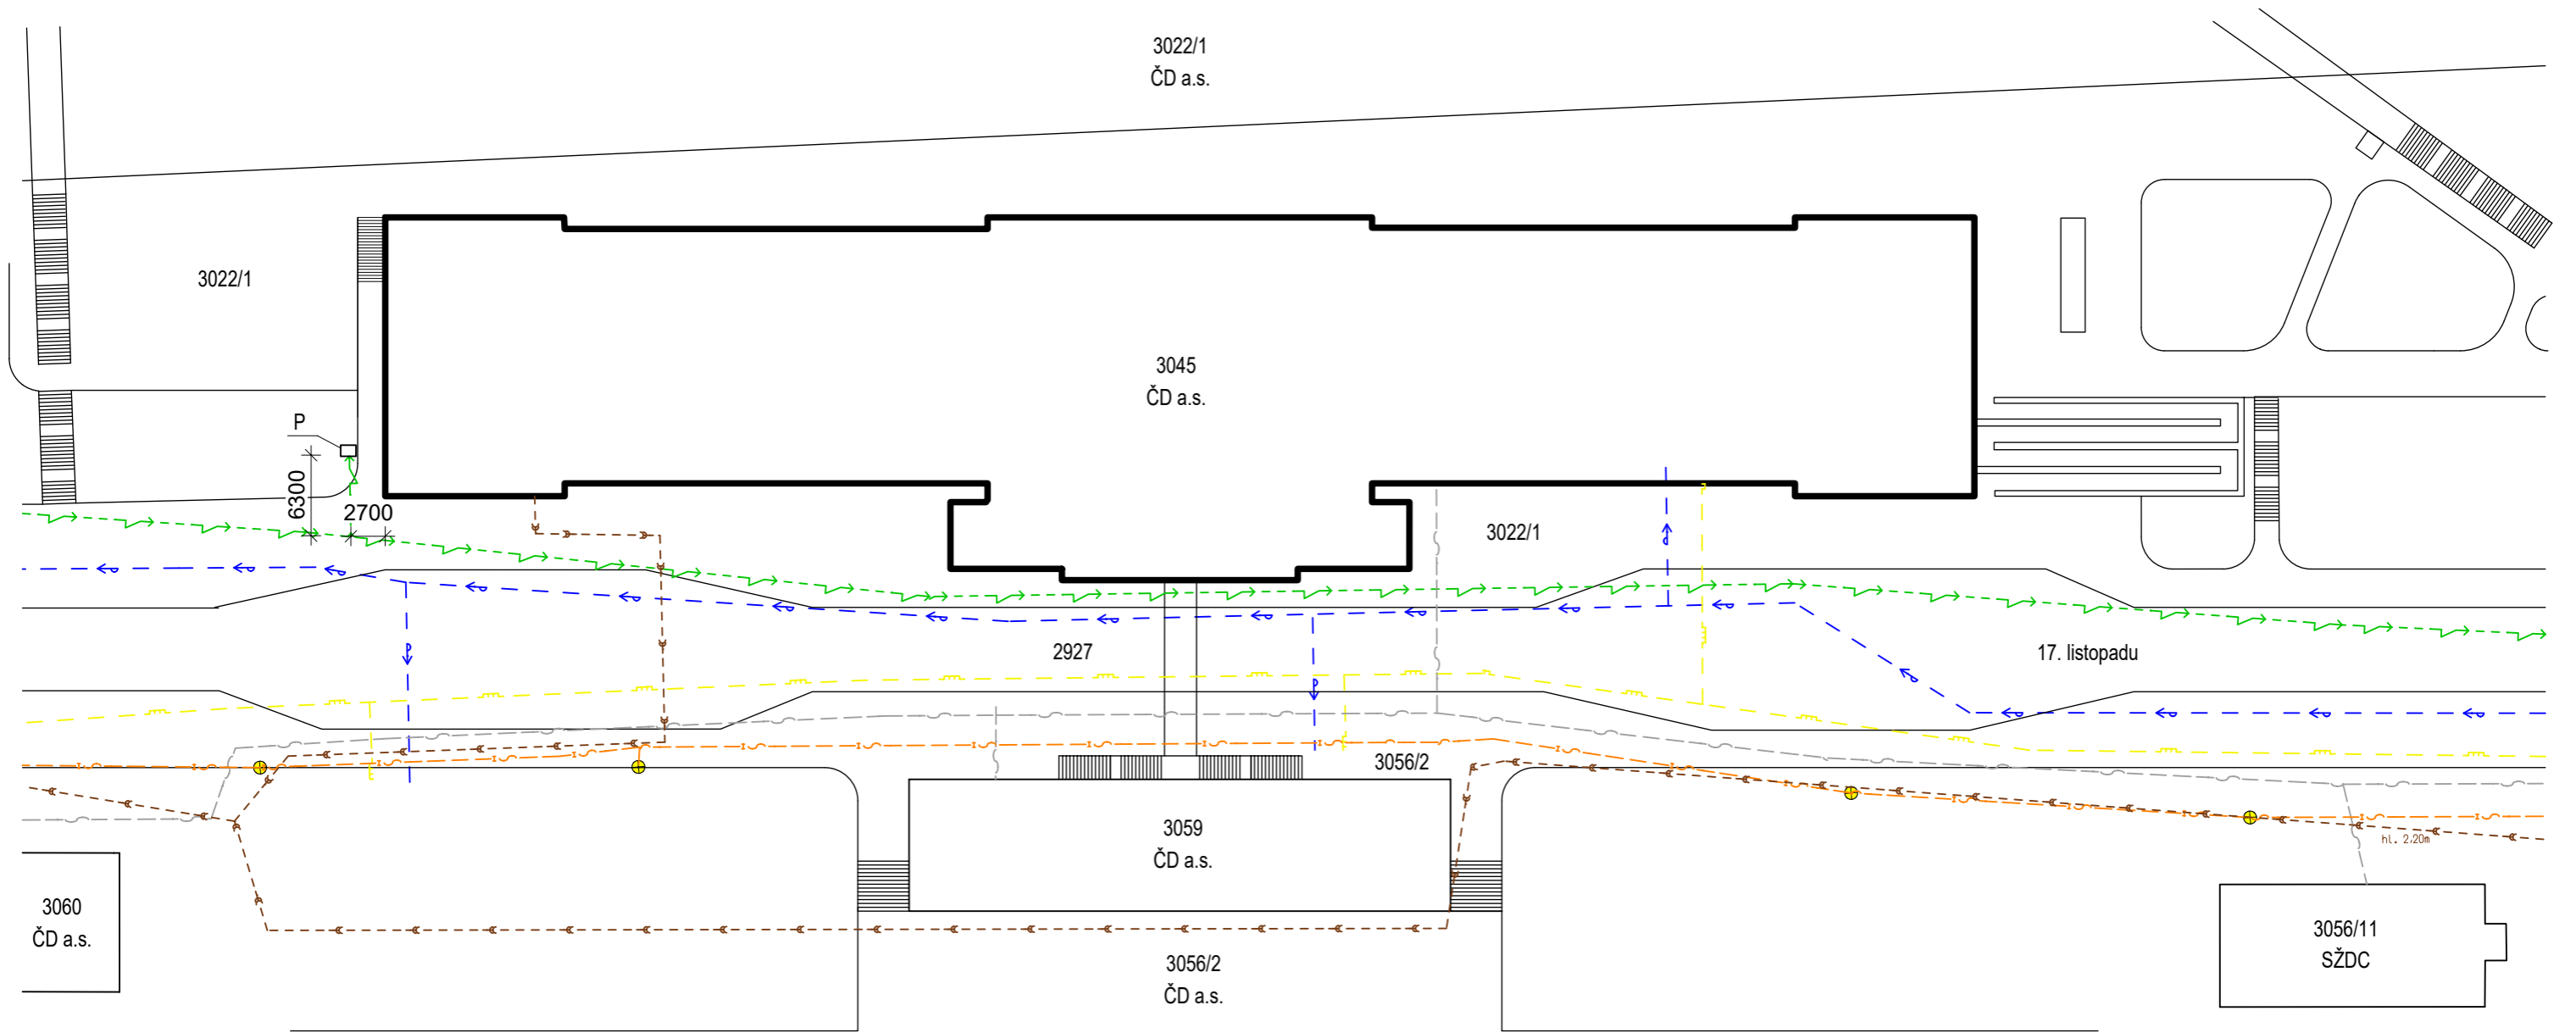 3022/1
ČD a.s.
3022/1
3045
ČD a.s.
P
6300
2700
3022/1
2927
17. listopadu
3056/2
3059
ČD a.s.
hl. 2,20m
3060
ČD a.s.
3056/11
SŽDC
3056/2
ČD a.s.